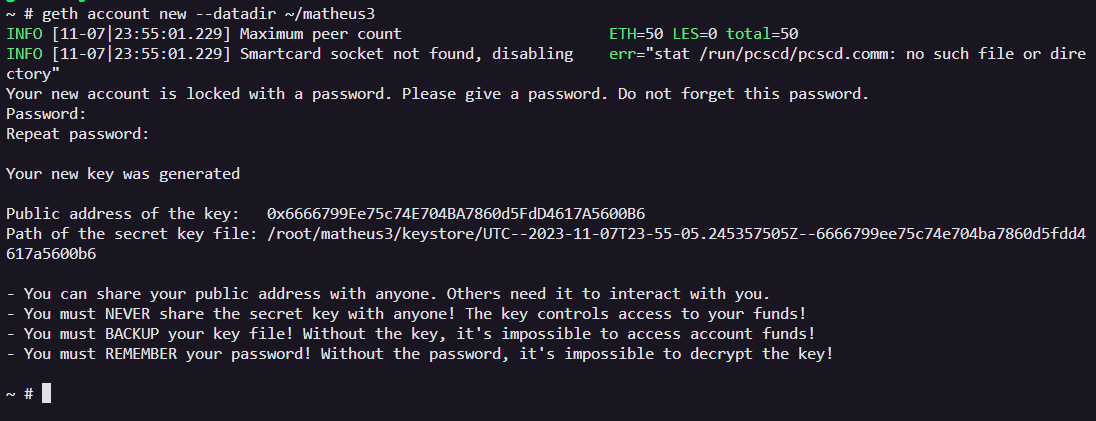 ~ # geth account new --datadir ~/matheus3
INFO [11-07|23:55:01.229] Maximum peer count                       ETH=50 LES=0 total=50
INFO [11-07|23:55:01.229] Smartcard socket not found, disabling    err="stat /run/pcscd/pcscd.comm: no such file or dire
ctory"
Your new account is locked with a password. Please give a password. Do not forget this password.
Password:
Repeat password:
Your new key was generated
Public address of the key:   0x6666799Ee75c74E704BA7860d5FdD4617A5600B6
Path of the secret key file: /root/matheus3/keystore/UTC--2023-11-07T23-55-05.245357505Z--6666799ee75c74e704ba7860d5fdd4
617a5600b6
- You can share your public address with anyone. Others need it to interact with you.
- You must NEVER share the secret key with anyone! The key controls access to your funds!
- You must BACKUP your key file! Without the key, it's impossible to access account funds!
- You must REMEMBER your password! Without the password, it's impossible to decrypt the key!
~ #